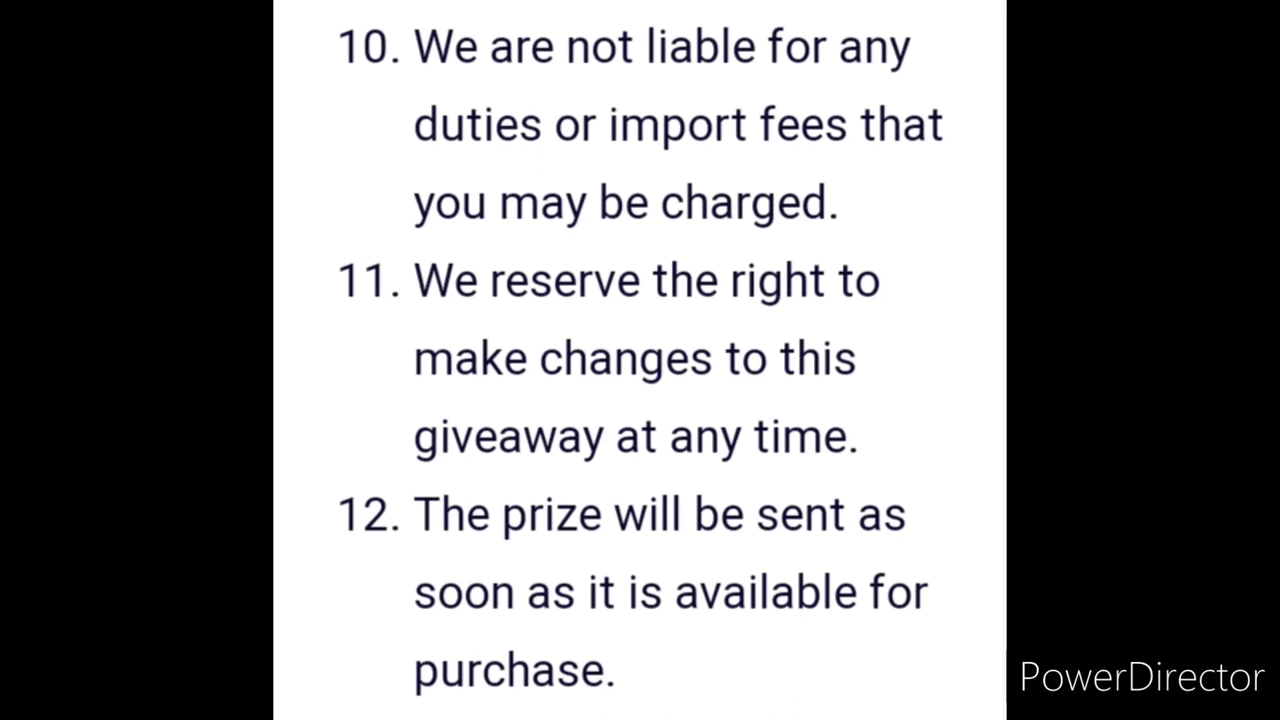 10. We are not liable for any
duties or import fees that
you may be charged.
11. We reserve the right to
make changes to this
giveaway at any time.
12. The prize will be sent as
soon as it is available for
purchase.
PowerDirector